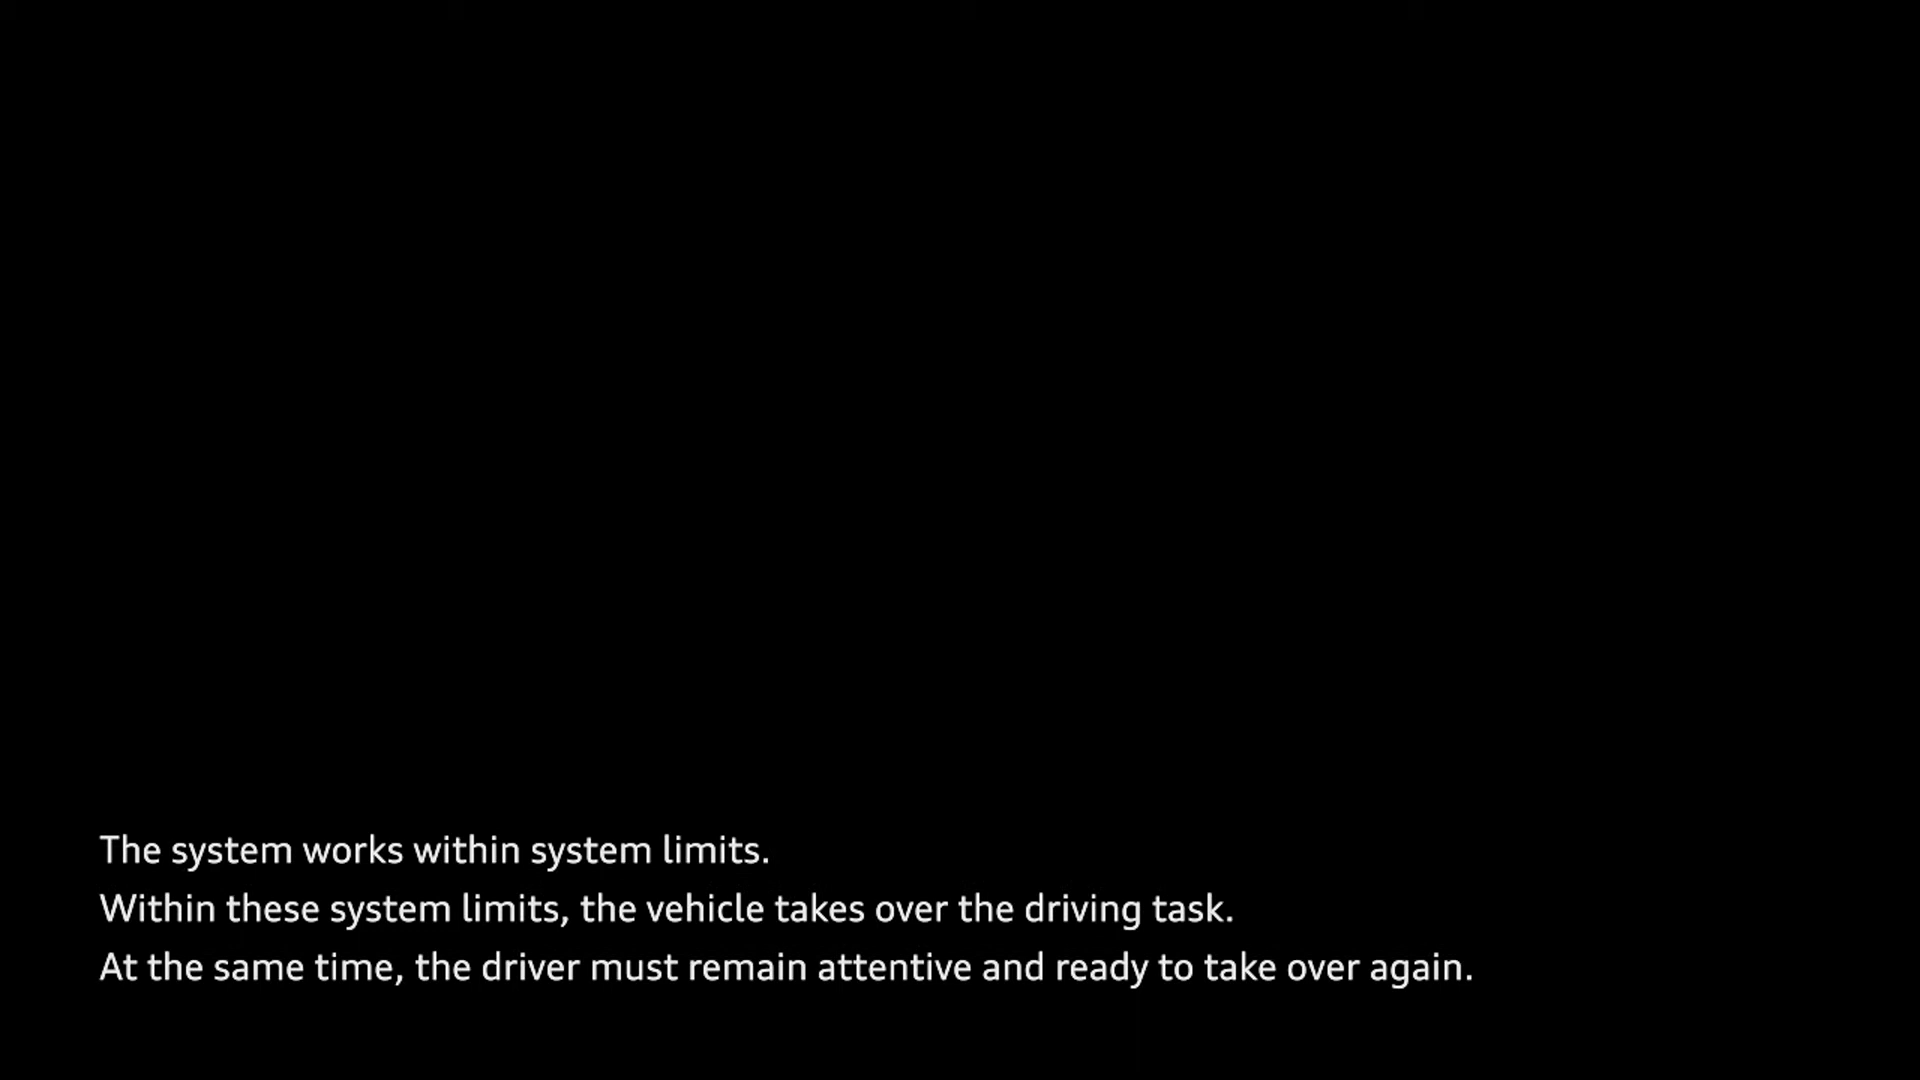 The system works within system limits.
Within these system limits, the vehicle takes over the driving task.
At the same time, the driver must remain attentive and ready to take over again.